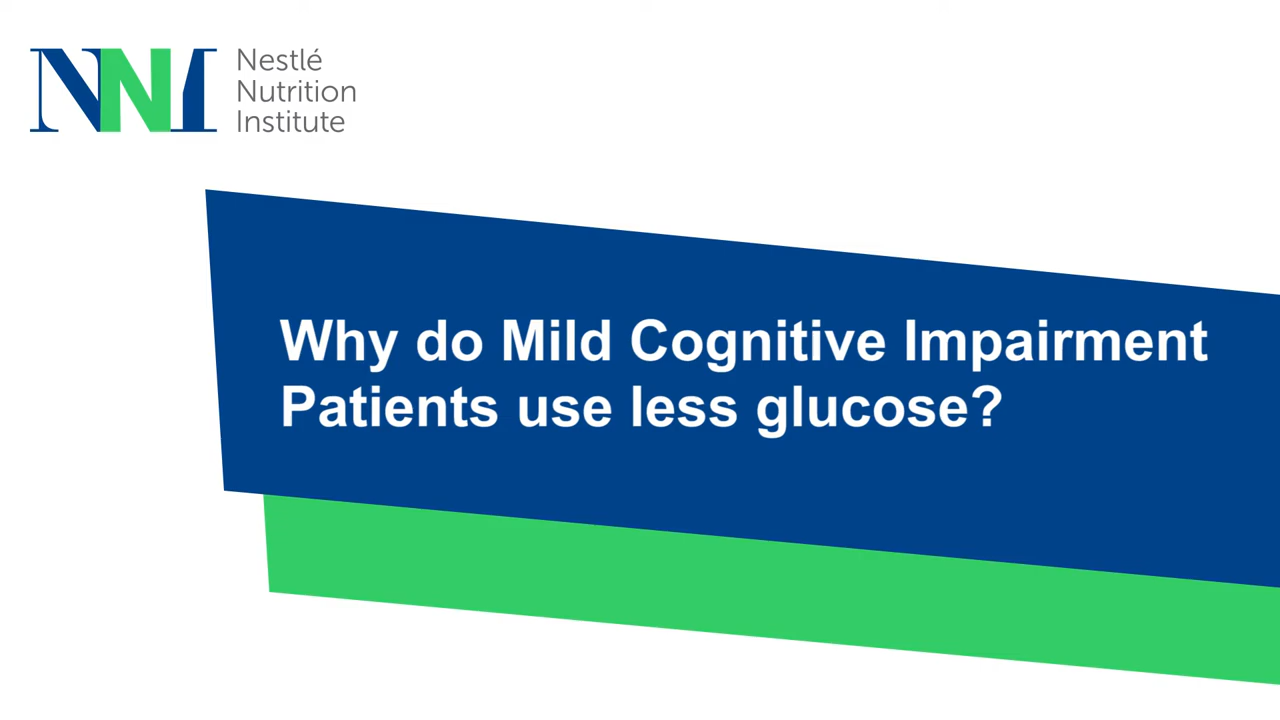 NNI
Nestlé
Nutrition
Institute
Why do Mild Cognitive Impairment
Patients use less glucose?